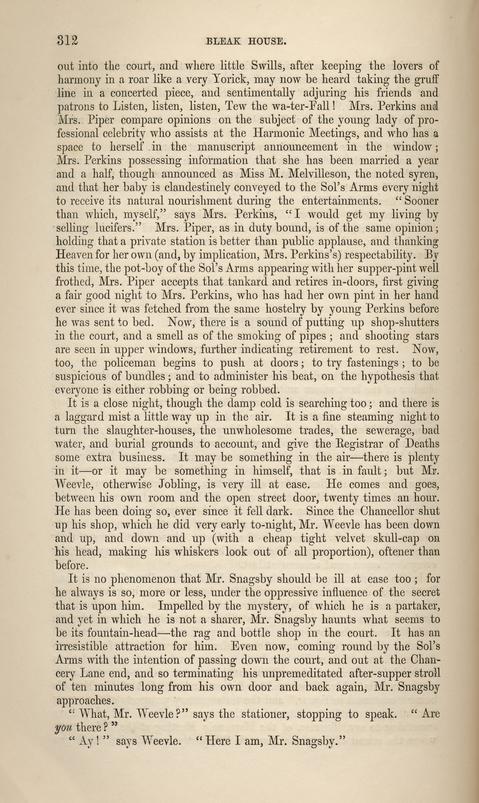 312 BLEAK HOUSE.
out into the court, and where little Swills, after keeping the lovers of
harmony in a roar like a very Yorick, may now be heard taking the gruff
line in a concerted piece, and sentimentally adjuring his friends and
patrons to Listen, listen, listen, Tew the wa-ter-Fall! Mrs. Perkins and
Mrs. Piper compare opinions on the subject of the young lady of pro-
fessional celebrity who assists at the Harmonic Meetings, and who has a
space to herself in the manuscript announcement in the window;
Mrs. Perkins possessing information that she has been married a year
and a half, though announced as Miss M. Melvilleson, the noted syren,
and that her baby is clandestinely conveyed to the Sol's Arms every night
to receive its natural nourishment during the entertainments. "Sooner
than which, myself," says Mrs. Perkins, "I would get my living by
selling lucifers." Mrs. Piper, as in duty bound, is of the same opinion;
holding that a private station is better than public applause, and thanking
Heaven for her own (and, by implication, Mrs. Perkins's) respectability. By
this time, the pot-boy of the Sol's Arms appearing with her supper-pint well
frothed, Mrs. Piper accepts that tankard and retires in-doors, first giving
a fair good night to Mrs. Perkins, who has had her own pint in her hand
ever since it was fetched from the same hostelry by young Perkins before
he was sent to bed. Now, there is a sound of putting up shop-shutters
in the court, and a smell as of the smoking of pipes; and shooting stars
are seen in upper windows, further indicating retirement to rest. Now,
too, the policeman begins to push at doors; to try fastenings; to be
suspicious of bundles; and to administer his beat, on the hypothesis that
everyone is either robbing or being robbed.
It is a close night, though the damp cold is searching too; and there is
a laggard mist a little way up in the air. It is a fine steaming night to
turn the slaughter-houses, the unwholesome trades, the sewerage, bad
water, and burial grounds to account, and give the Registrar of Deaths
some extra business. It may be something in the air—there is plenty
in it—or it may be something in himself, that is in fault; but Mr.
Weevle, otherwise Jobling, is very ill at ease. He comes and goes,
between his own room and the open street door, twenty times an hour.
He has been doing so, ever since it fell dark. Since the Chancellor shut
up his shop, which he did very early to-night, Mr. Weevle has been down
and up, and down and up (with a cheap tight velvet skull-cap on
his head, making his whiskers look out of all proportion), oftener than
before.
It is no phenomenon that Mr. Snagsby should be ill at ease too; for
he always is so, more or less, under the oppressive influence of the secret
that is upon him. Impelled by the mystery, of which he is a partaker,
and yet in which he is not a sharer, Mr. Snagsby haunts what seems to
be its fountain-head—the rag and bottle shop in the court. It has an
irresistible attraction for him. Even now, coming round by the Sol's
Arms with the intention of passing down the court, and out at the Chan-
cery Lane end, and so terminating his unpremeditated after-supper stroll
of ten minutes long from his own door and back again, Mr. Snagsby
approaches.
"What, Mr. Weevle?" says the stationer, stopping to speak. "Are
you there?"
"Ay!" says Weevle. "Here I am, Mr. Snagsby."